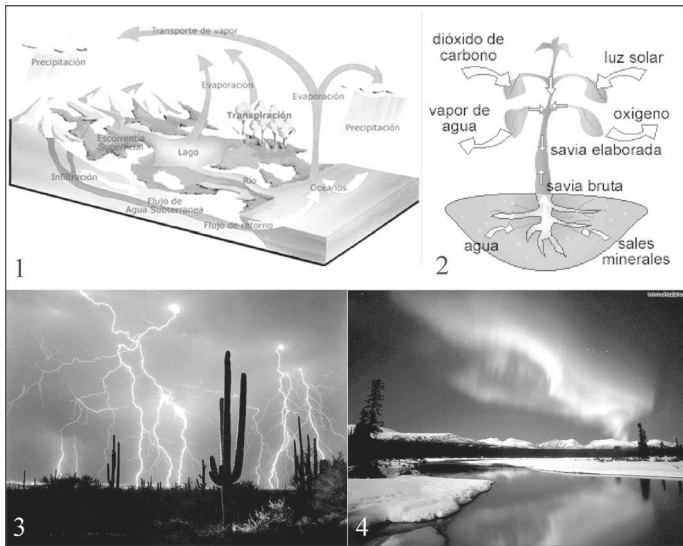 Transporte de vapor
Precipitación
Evaporación
Evaporación
Transpiración
Precipitación
Escorrentía
Superficial
Lago
Infiltración
Río
Océanos
Flujo de
Agua Subterranea
Flujo de retorno
1
dióxido de
carbono
luz solar
vapor de
agua
oxígeno
savia elaborada
savia bruta
agua
sales
minerales
2
3
4